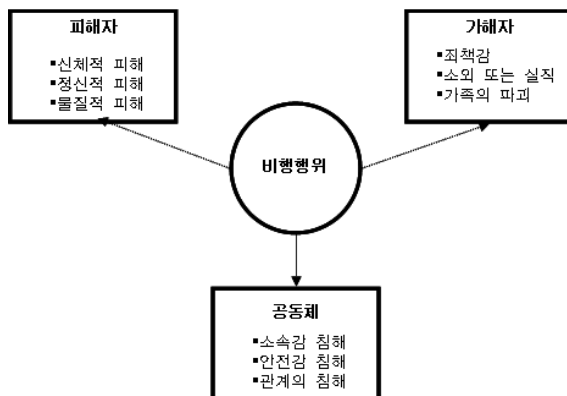 피해자
▪신체적 피해
▪정신적 피해
▪물질적 피해
가해자
▪죄책감
▪소외 또는 실직
▪가족의 파괴
비행행위
공동체
▪소속감 침해
▪안전감 침해
▪관계의 침해